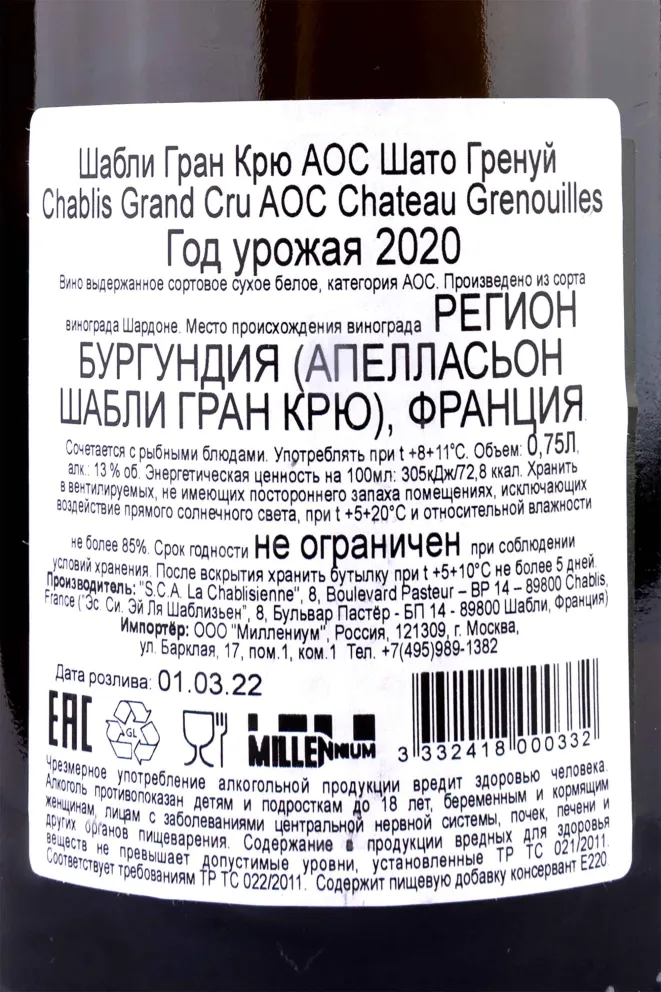 Шабли Гран Крю АОС Шато Гренуй
Chablis Grand Cru AOC Chateau Grenouilles
Год урожая 2020
Вино выдержанное сортовое сухое белое, категория АОС. Произведено из сорта
винограда Шардоне. Место происхождения винограда РЕГИОН
БУРГУНДИЯ (АПЕЛЛАСЬОН
ШАБЛИ ГРАН КРЮ), ФРАНЦИЯ.
Сочетается с рыбными блюдами. Употреблять при t +8+11°C. Объем: 0,75Л,
алк.: 13 % об. Энергетическая ценность на 100мл: 305кДж/72,8 ккал. Хранить
в вентилируемых, не имеющих постороннего запаха помещениях, исключающих
воздействие прямого солнечного света, при t +5+20°C и относительной влажности
не более 85%. Срок годности не ограничен при соблюдении
условий хранения. После вскрытия хранить бутылку при t +5+10°C не более 5 дней.
Производитель: "S.C.A. La Chablisienne", 8, Boulevard Pasteur – BP 14 – 89800 Chablis,
France ("Эс. Си. Эй Ля Шаблизьен", 8, Бульвар Пастёр - БП 14 - 89800 Шабли, Франция)
Импортёр: ООО "Миллениум", Россия, 121309, г. Москва,
ул. Барклая, 17, пом.1, ком.1 Тел. +7(495)989-1382
Дата розлива: 01.03.22
EAC
GL
MILLENNIUM
3 332418 000332
Чрезмерное употребление алкогольной продукции вредит здоровью человека.
Алкоголь противопоказан детям и подросткам до 18 лет, беременным и кормящим
женщинам, лицам с заболеваниями центральной нервной системы, почек, печени и
других органов пищеварения. Содержание в продукции вредных для здоровья
веществ не превышает допустимые уровни, установленные ТР ТС 021/2011.
Соответствует требованиям ТР ТС 022/2011. Содержит пищевую добавку консервант Е220